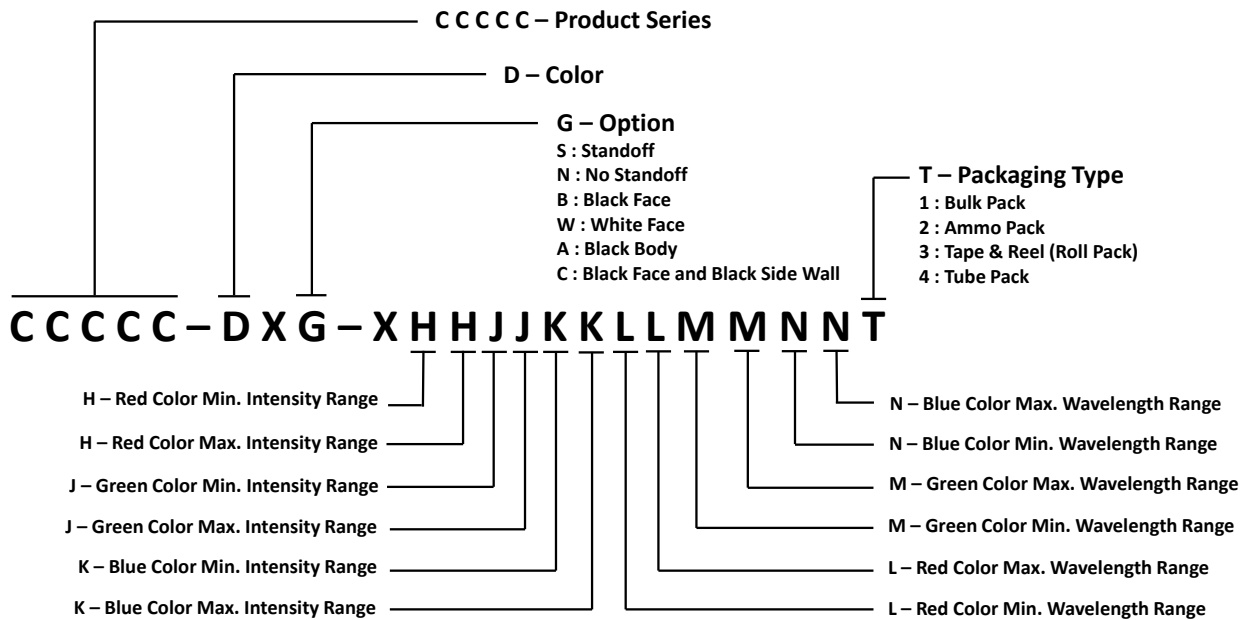 C C C C C – Product Series
D – Color
G – Option
S : Standoff
N : No Standoff
B : Black Face
W : White Face
A : Black Body
C : Black Face and Black Side Wall
T – Packaging Type
1 : Bulk Pack
2 : Ammo Pack
3 : Tape & Reel (Roll Pack)
4 : Tube Pack
C C C C C – D X G – X H H J J K K L L M M N N T
H – Red Color Min. Intensity Range
H – Red Color Max. Intensity Range
J – Green Color Min. Intensity Range
J – Green Color Max. Intensity Range
K – Blue Color Min. Intensity Range
K – Blue Color Max. Intensity Range
N – Blue Color Max. Wavelength Range
N – Blue Color Min. Wavelength Range
M – Green Color Max. Wavelength Range
M – Green Color Min. Wavelength Range
L – Red Color Max. Wavelength Range
L – Red Color Min. Wavelength Range